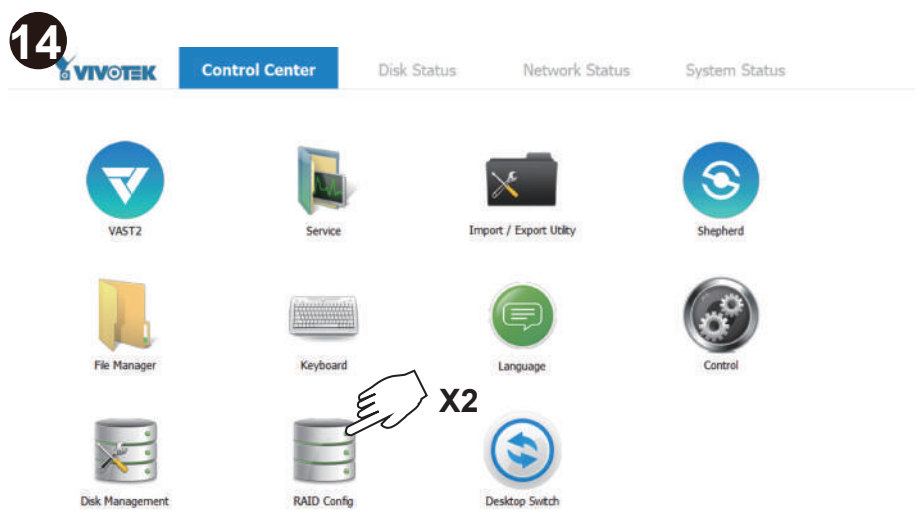 14
VIVOTEK Control Center Disk Status Network Status System Status
VAST2 Service Import / Export Utility Shepherd
File Manager Keyboard Language Control
X2
Disk Management RAID Config Desktop Switch